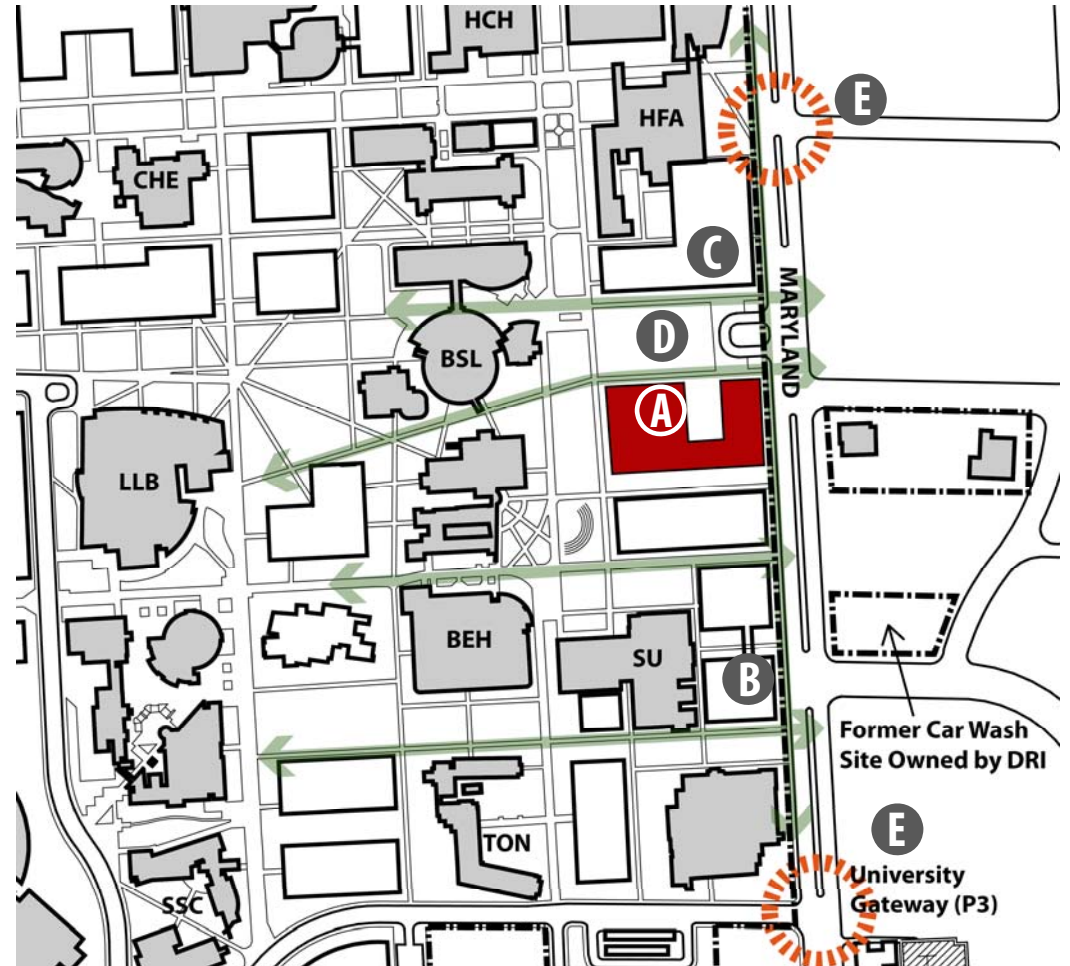 HCH
E
HFA
CHE
C
MARYLAND
D
BSL
A
LLB
BEH
SU
B
Former Car Wash
Site Owned by DRI
E
TON
University
Gateway (P3)
SSC